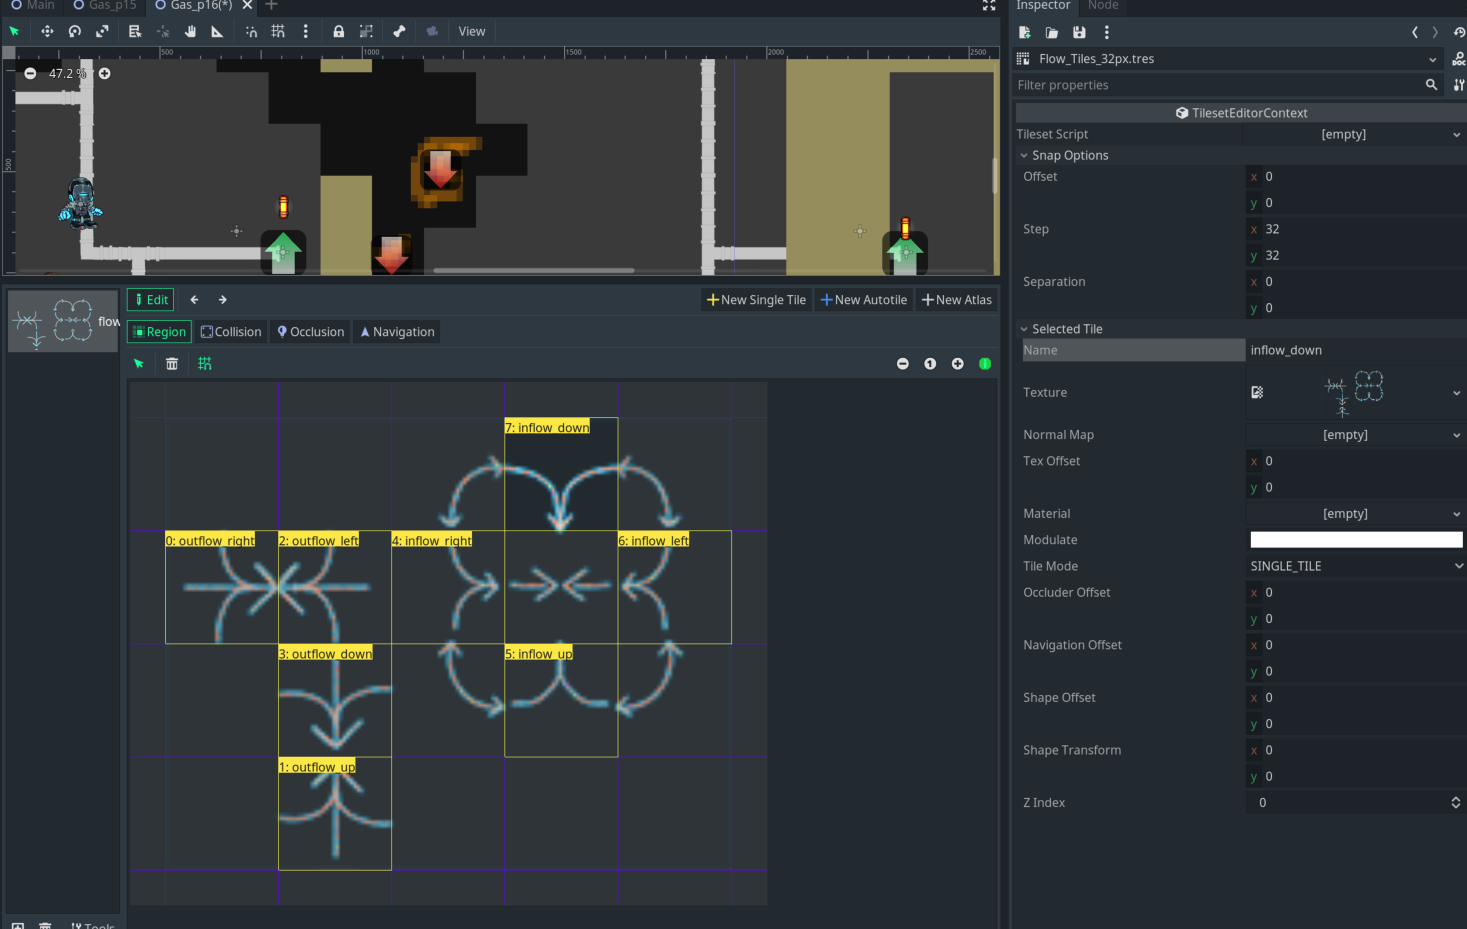 Main Gas_p15 Gas_p16(*) Inspector Node
View
500 1000 1500 2000 2500
47.2 %
500
Flow_Tiles_32px.tres
Filter properties
TilesetEditorContext
Tileset Script [empty]
Snap Options
Offset x 0
y 0
Step x 32
y 32
Separation x 0
y 0
Selected Tile
Name inflow_down
Texture
Normal Map [empty]
Tex Offset x 0
y 0
Material [empty]
Modulate
Tile Mode SINGLE_TILE
Occluder Offset x 0
y 0
Navigation Offset x 0
y 0
Shape Offset x 0
y 0
Shape Transform x 0
y 0
Z Index 0
flow
Edit New Single Tile New Autotile New Atlas
Region Collision Occlusion Navigation
1
7: inflow_down
0: outflow_right 2: outflow_left 4: inflow_right 6: inflow_left
3: outflow_down 5: inflow_up
1: outflow_up
Tools